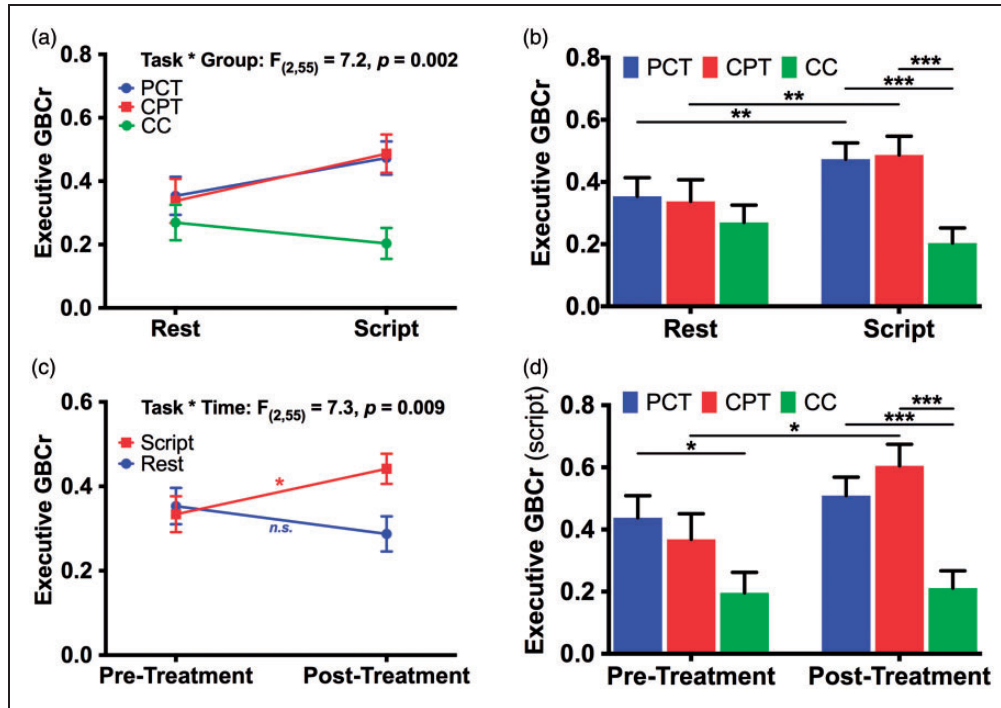 (a)
Task * Group: F(2,55) = 7.2, p = 0.002
PCT
CPT
CC
Executive GBCr
0.8
0.6
0.4
0.2
0.0
Rest
Script
(b)
PCT CPT CC
***
***
**
**
Executive GBCr
0.8
0.6
0.4
0.2
0.0
Rest
Script
(c)
Task * Time: F(2,55) = 7.3, p = 0.009
Script
Rest
*
n.s.
Executive GBCr
0.6
0.4
0.2
0.0
Pre-Treatment
Post-Treatment
(d)
PCT CPT CC
***
***
*
*
Executive GBCr (script)
0.8
0.6
0.4
0.2
0.0
Pre-Treatment
Post-Treatment